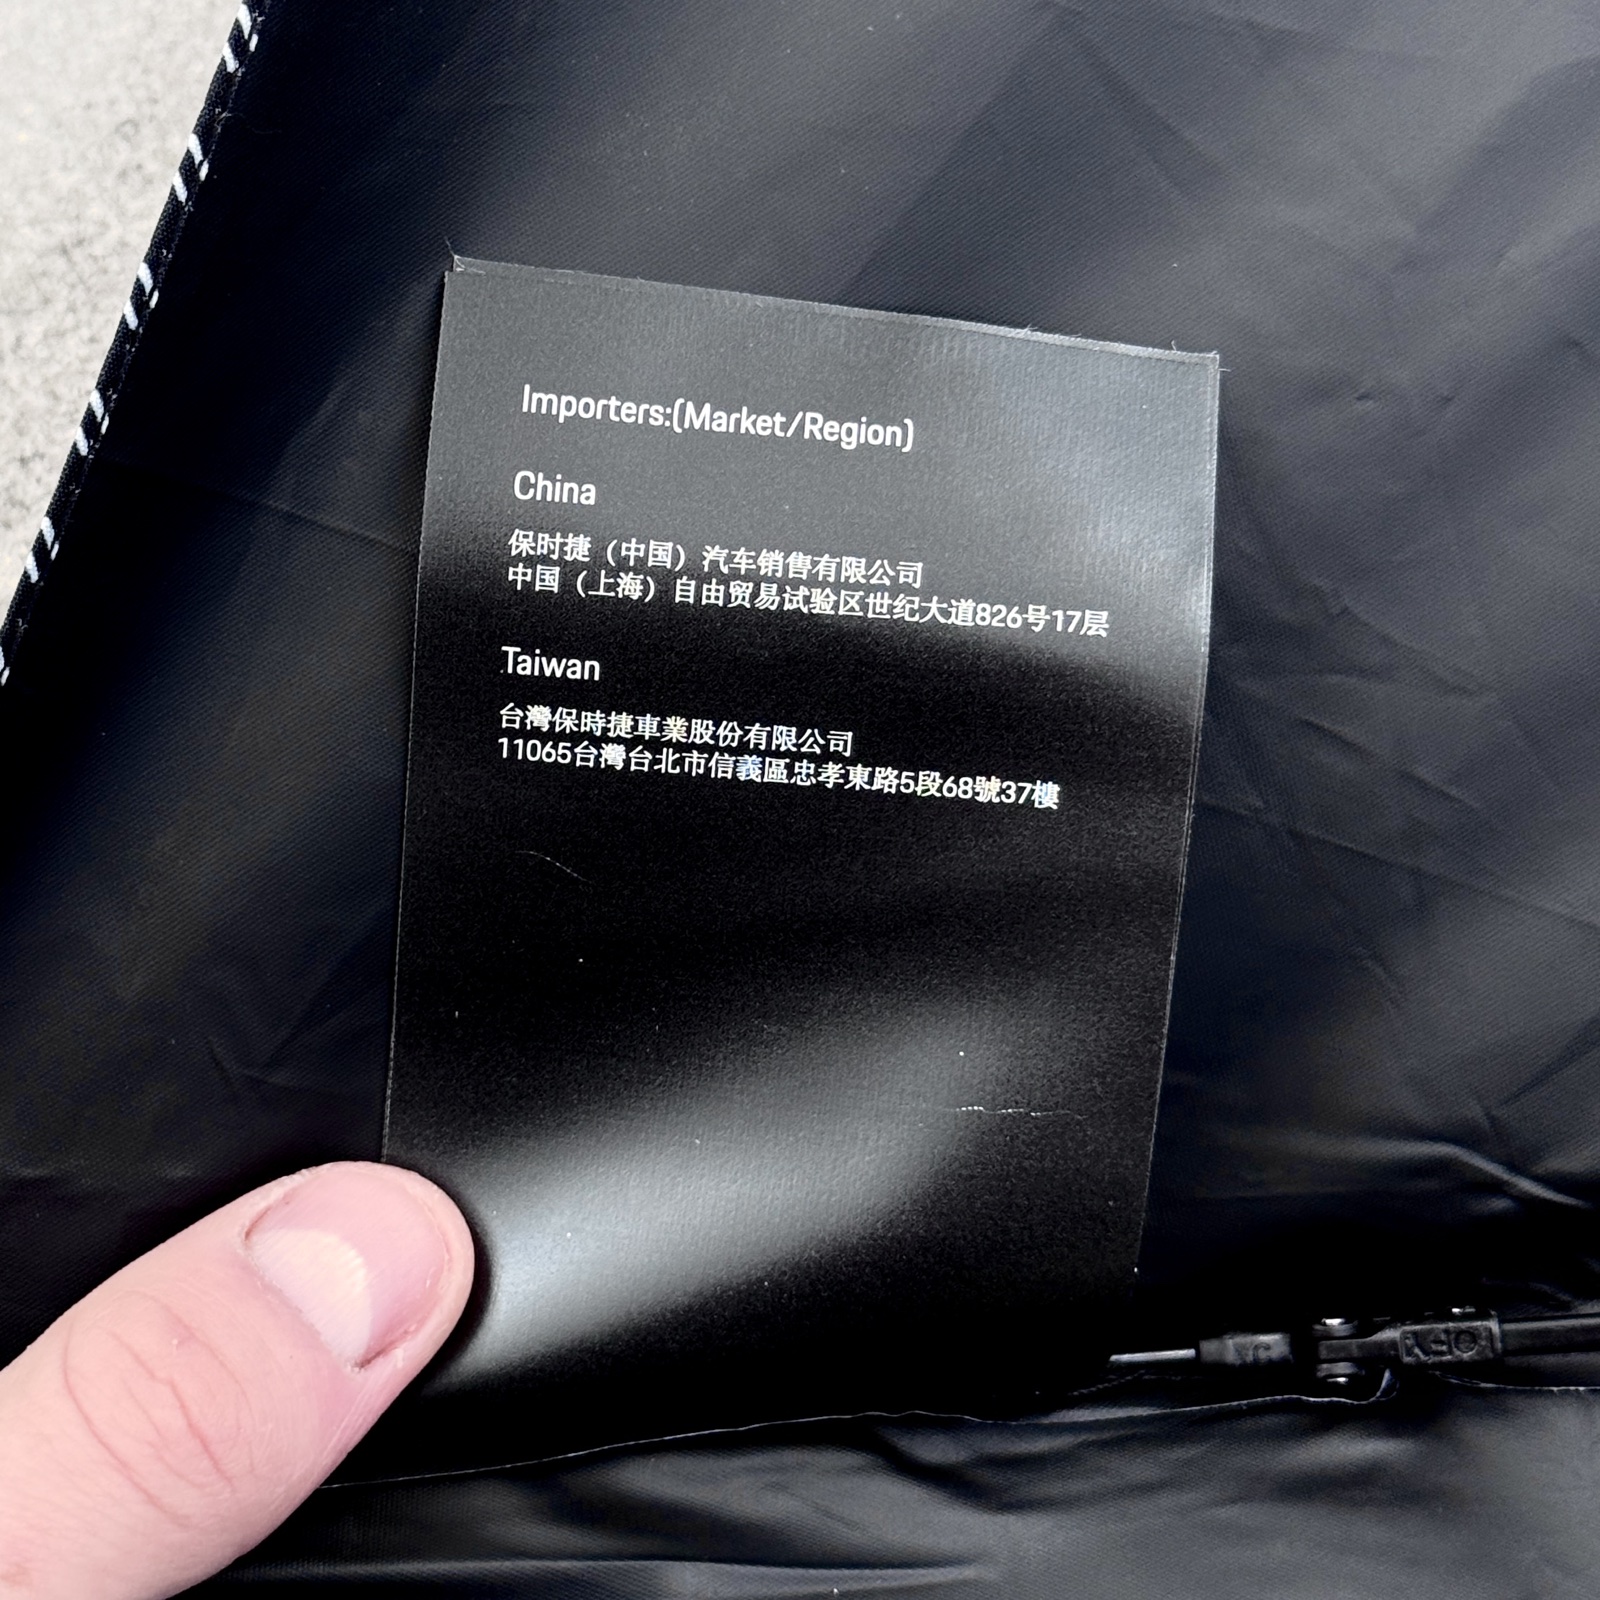 Importers:(Market/Region)
China
保时捷（中国）汽车销售有限公司
中国（上海）自由贸易试验区世纪大道826号17层
Taiwan
台灣保時捷車業股份有限公司
11065台灣台北市信義區忠孝東路5段68號37樓